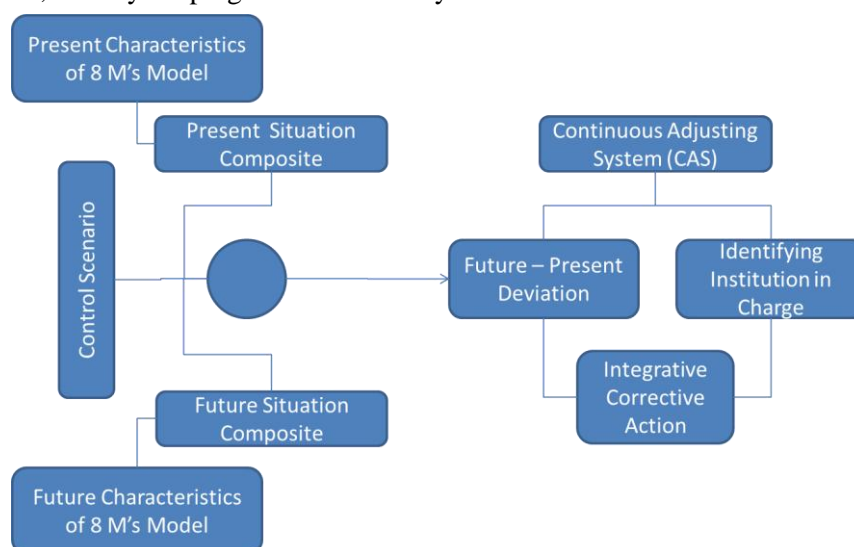 Present Characteristics
of 8 M's Model
Present Situation
Composite
Continuous Adjusting
System (CAS)
Control Scenario
Future – Present
Deviation
Identifying
Institution in
Charge
Integrative
Corrective
Action
Future Situation
Composite
Future Characteristics
of 8 M's Model